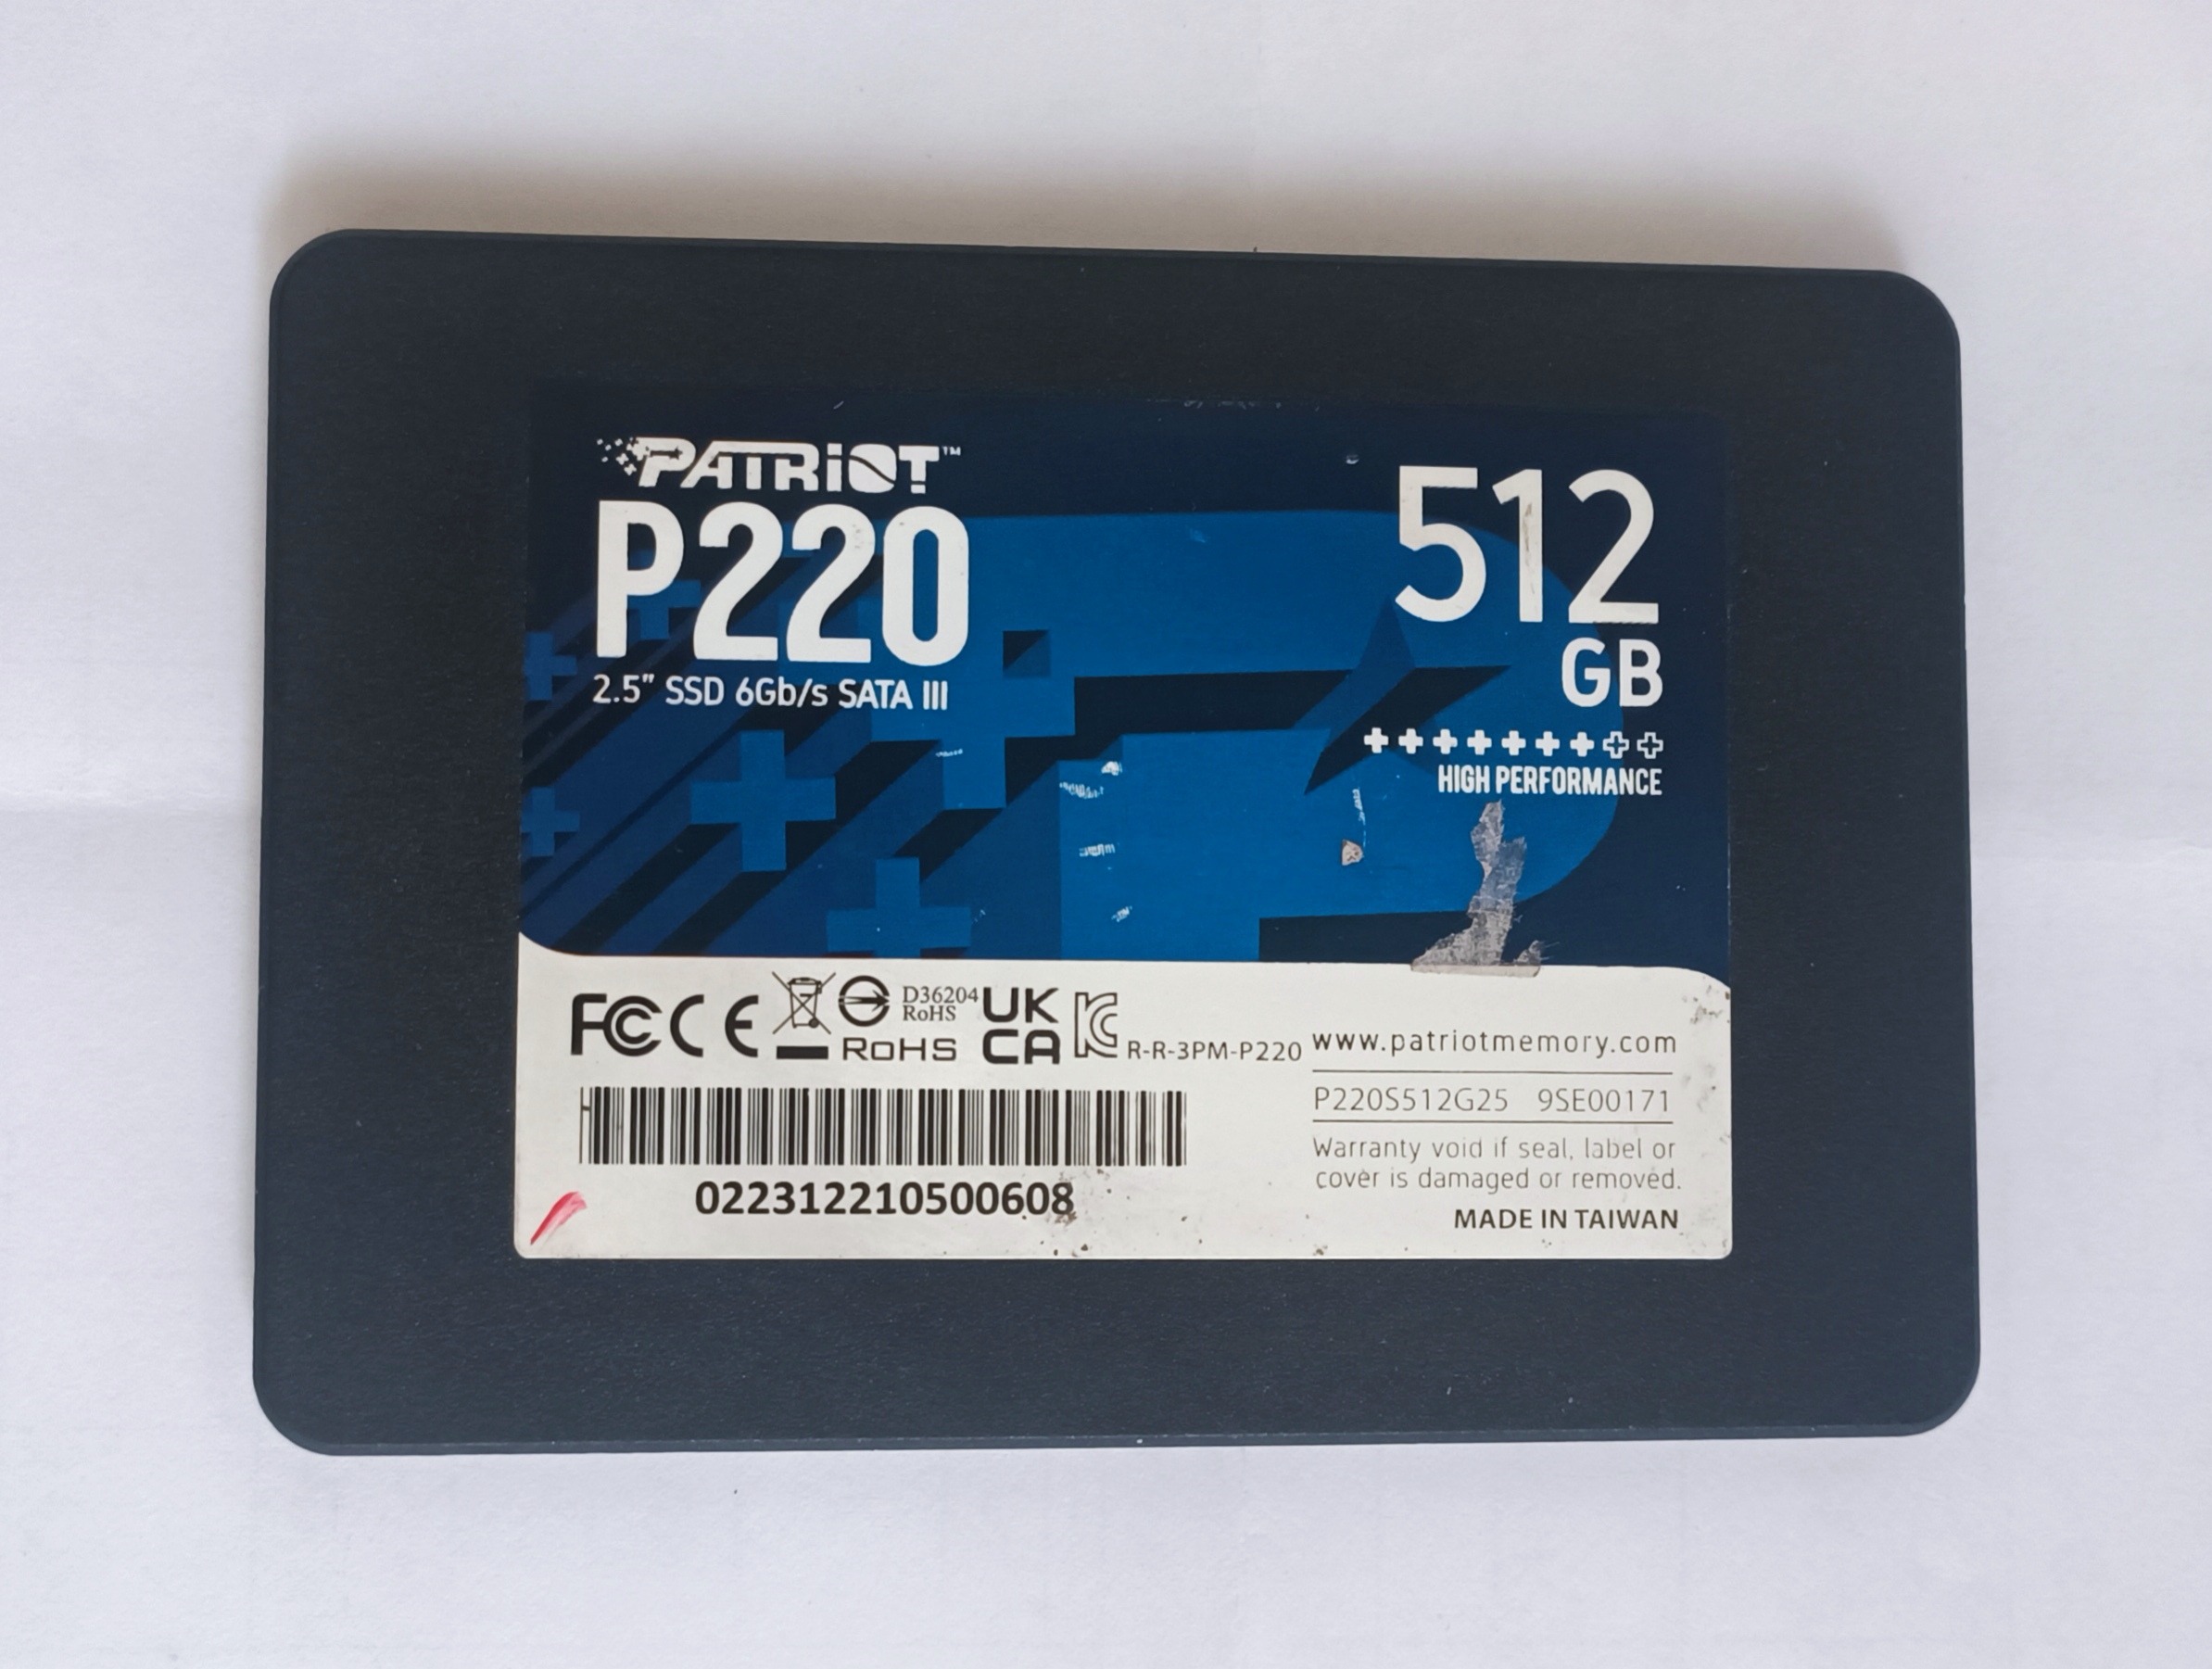 PATRiOT™
P220
2.5" SSD 6Gb/s SATA III
512
GB
HIGH PERFORMANCE
FC CE
D36204
RoHS
RoHS
UK
CA
R-R-3PM-P220
www.patriotmemory.com
P220S512G25 9SE00171
Warranty void if seal, label or
cover is damaged or removed.
MADE IN TAIWAN
022312210500608